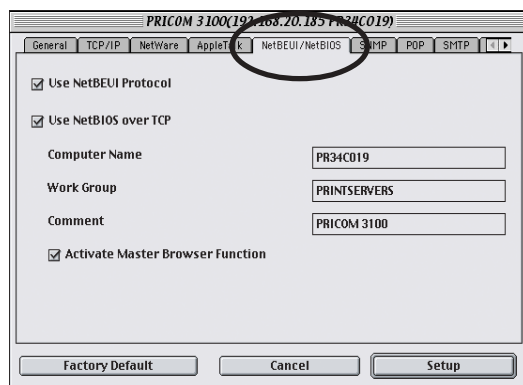 PRICOM 3100(192.168.20.185 PR34C019)
General TCP/IP NetWare AppleTalk NetBEUI/NetBIOS SNMP POP SMTP
Use NetBEUI Protocol
Use NetBIOS over TCP
Computer Name PR34C019
Work Group PRINTSERVERS
Comment PRICOM 3100
Activate Master Browser Function
Factory Default Cancel Setup